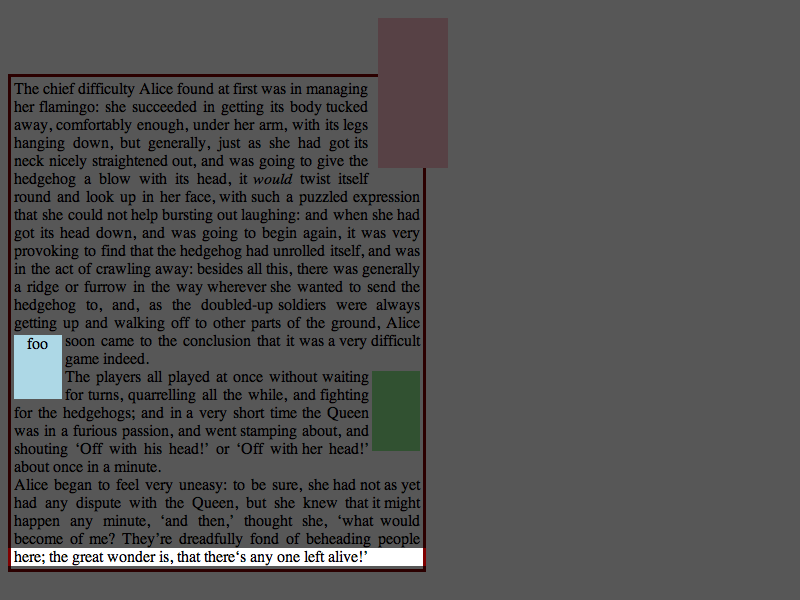 The chief difficulty Alice found at first was in managing
her flamingo: she succeeded in getting its body tucked
away, comfortably enough, under her arm, with its legs
hanging down, but generally, just as she had got its
neck nicely straightened out, and was going to give the
hedgehog a blow with its head, it would twist itself
round and look up in her face, with such a puzzled expression
that she could not help bursting out laughing: and when she had
got its head down, and was going to begin again, it was very
provoking to find that the hedgehog had unrolled itself, and was
in the act of crawling away: besides all this, there was generally
a ridge or furrow in the way wherever she wanted to send the
hedgehog to, and, as the doubled-up soldiers were always
getting up and walking off to other parts of the ground, Alice
foo
soon came to the conclusion that it was a very difficult
game indeed.
The players all played at once without waiting
for turns, quarrelling all the while, and fighting
for the hedgehogs; and in a very short time the Queen
was in a furious passion, and went stamping about, and
shouting ‘Off with his head!’ or ‘Off with her head!’
about once in a minute.
Alice began to feel very uneasy: to be sure, she had not as yet
had any dispute with the Queen, but she knew that it might
happen any minute, ‘and then,’ thought she, ‘what would
become of me? They’re dreadfully fond of beheading people
here; the great wonder is, that there‘s any one left alive!’